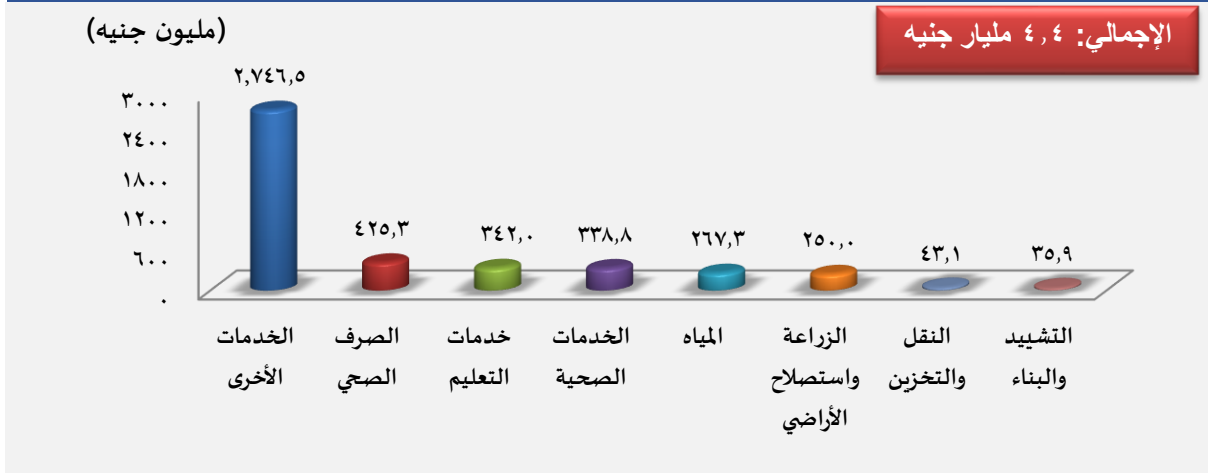 (مليون جنيه)
الإجمالي: ٤,٤ مليار جنيه
٢,٧٤٦,٥
٤٢٥,٣
٣٤٢,٠
٣٣٨,٨
٢٦٧,٣
٢٥٠,٠
٤٣,١
٣٥,٩
٣٠٠٠
٢٤٠٠
١٨٠٠
١٢٠٠
٦٠٠
٠
الخدمات
الأخرى
الصرف
الصحي
خدمات
التعليم
الخدمات
الصحية
المياه
الزراعة
واستصلاح
الأراضي
النقل
والتخزين
التشييد
والبناء